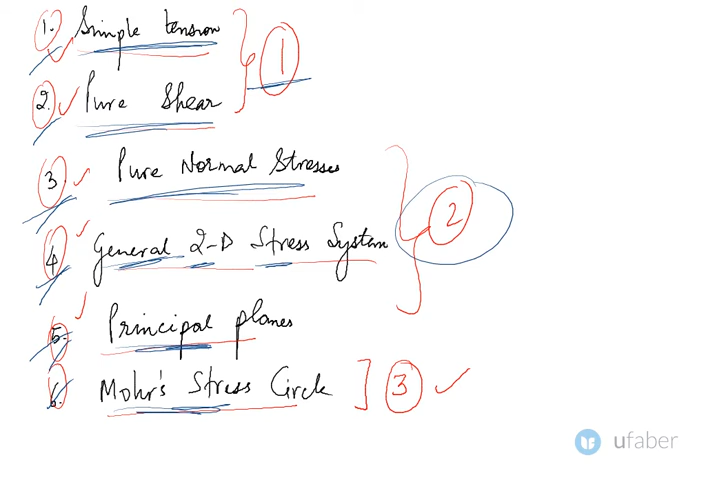 1. Simple tension
2. Pure Shear
1
3 Pure Normal Stresses
4 General 2-D Stress System
2
5. Principal planes
6. Mohr's Stress Circle
3
ufaber